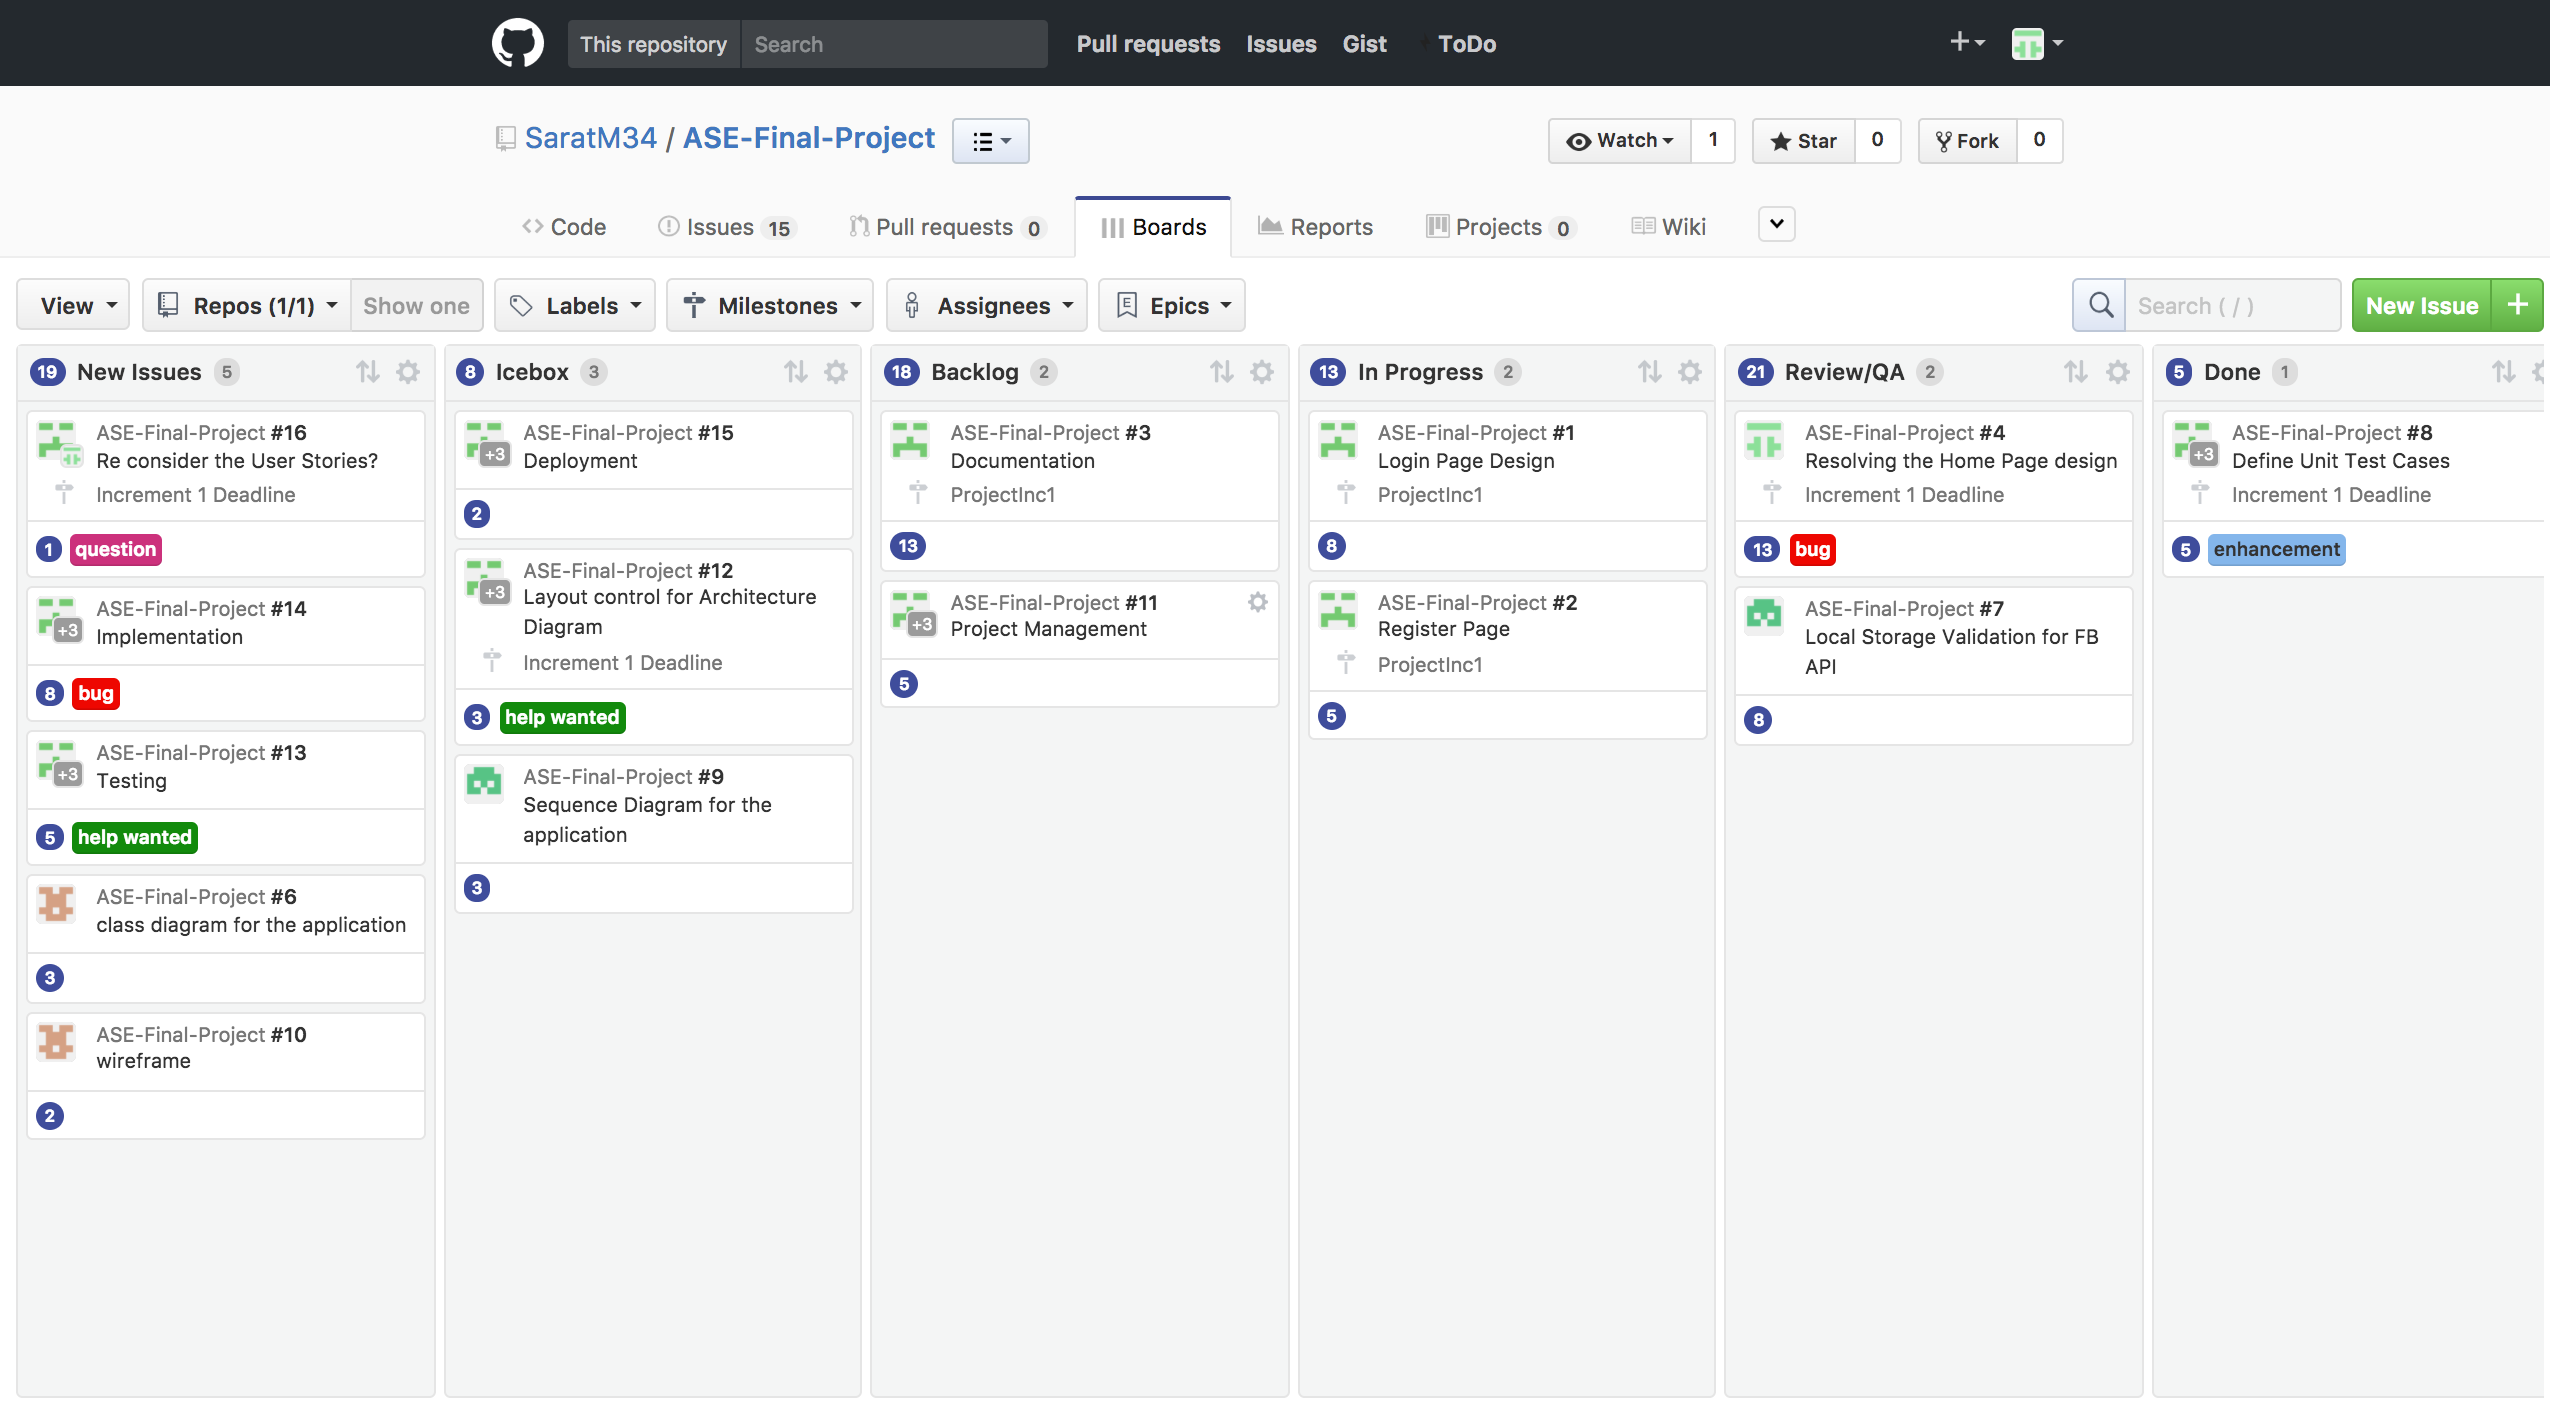 This repository Search Pull requests Issues Gist ToDo
SaratM34 / ASE-Final-Project Watch 1 Star 0 Fork 0
Code Issues 15 Pull requests 0 Boards Reports Projects 0 Wiki
View Repos (1/1) Show one Labels Milestones Assignees E Epics Search ( / ) New Issue +
19 New Issues 5
ASE-Final-Project #16
Re consider the User Stories?
Increment 1 Deadline
1 question
ASE-Final-Project #14
+3
Implementation
8 bug
ASE-Final-Project #13
+3
Testing
5 help wanted
ASE-Final-Project #6
class diagram for the application
3
ASE-Final-Project #10
wireframe
2
8 Icebox 3
ASE-Final-Project #15
+3
Deployment
2
ASE-Final-Project #12
+3
Layout control for Architecture
Diagram
Increment 1 Deadline
3 help wanted
ASE-Final-Project #9
Sequence Diagram for the
application
3
18 Backlog 2
ASE-Final-Project #3
Documentation
ProjectInc1
13
ASE-Final-Project #11
+3
Project Management
5
13 In Progress 2
ASE-Final-Project #1
Login Page Design
ProjectInc1
8
ASE-Final-Project #2
Register Page
ProjectInc1
5
21 Review/QA 2
ASE-Final-Project #4
Resolving the Home Page design
Increment 1 Deadline
13 bug
ASE-Final-Project #7
Local Storage Validation for FB
API
8
5 Done 1
ASE-Final-Project #8
+3
Define Unit Test Cases
Increment 1 Deadline
5 enhancement